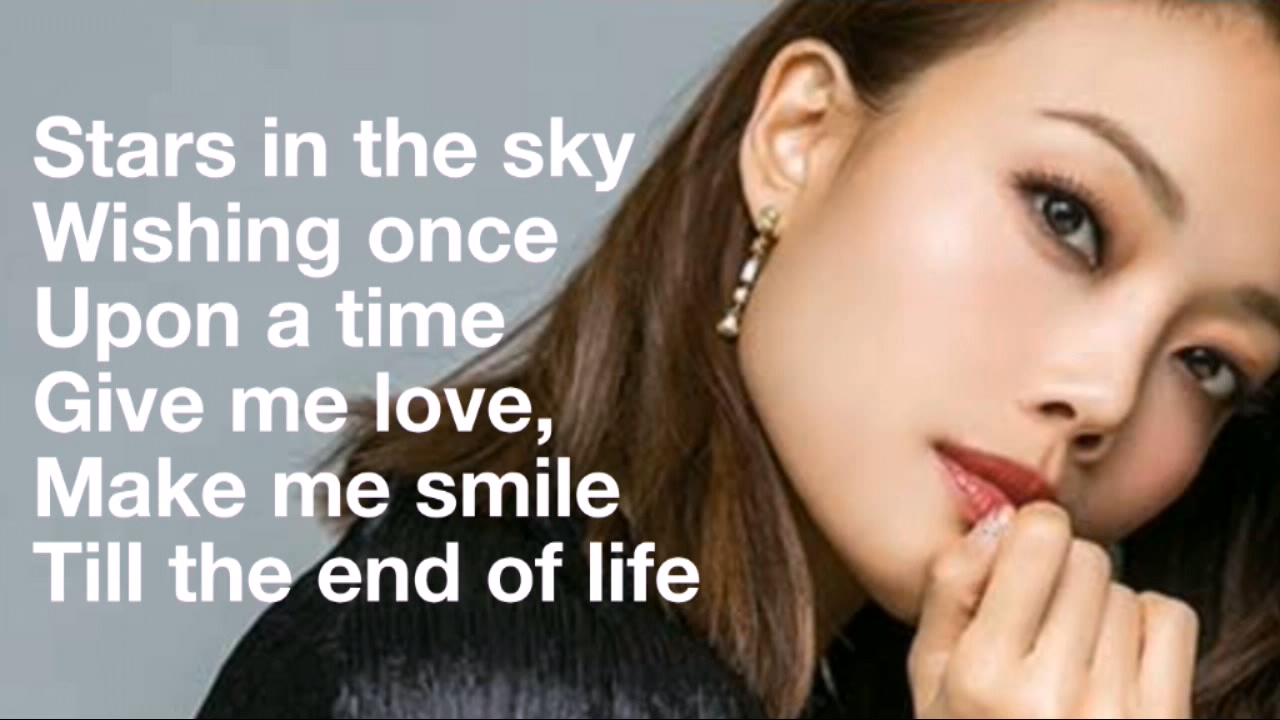 Stars in the sky
Wishing once
Upon a time
Give me love,
Make me smile
Till the end of life